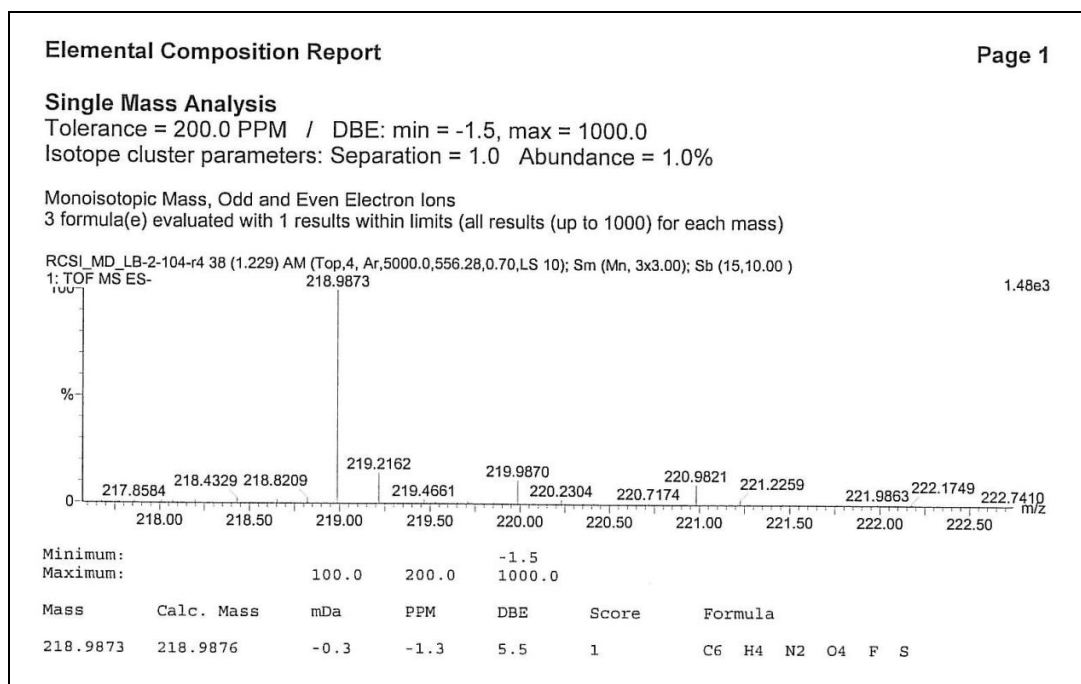 Elemental Composition Report Page 1
Single Mass Analysis
Tolerance = 200.0 PPM / DBE: min = -1.5, max = 1000.0
Isotope cluster parameters: Separation = 1.0 Abundance = 1.0%
Monoisotopic Mass, Odd and Even Electron Ions
3 formula(e) evaluated with 1 results within limits (all results (up to 1000) for each mass)
RCSI_MD_LB-2-104-r4 38 (1.229) AM (Top,4, Ar,5000.0,556.28,0.70,LS 10); Sm (Mn, 3x3.00); Sb (15,10.00 )
1: TOF MS ES-
1.48e3
100
218.9873
%
219.2162 219.9870 220.9821
217.8584 218.4329 218.8209 219.4661 220.2304 220.7174 221.2259 221.9863 222.1749 222.7410
0
m/z
218.00 218.50 219.00 219.50 220.00 220.50 221.00 221.50 222.00 222.50
Minimum: -1.5
Maximum: 100.0 200.0 1000.0
Mass Calc. Mass mDa PPM DBE Score Formula
218.9873 218.9876 -0.3 -1.3 5.5 1 C6 H4 N2 O4 F S